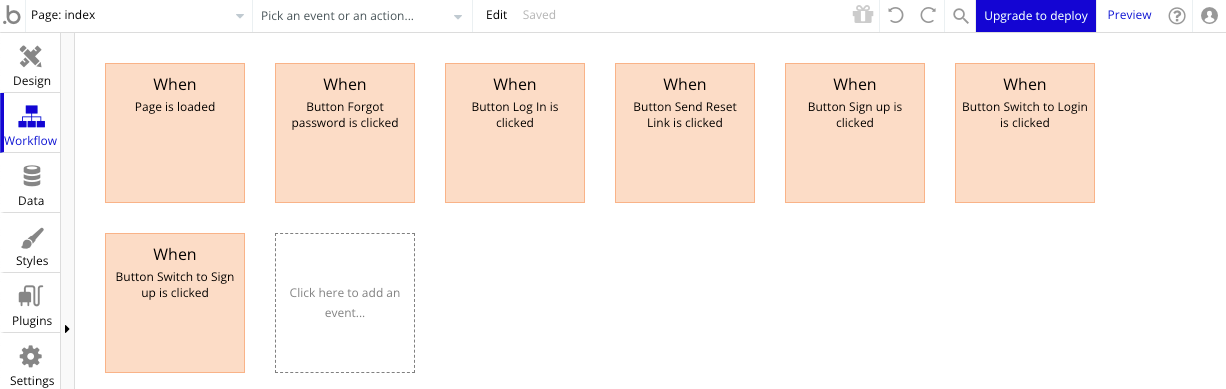 .b
Page: index
Pick an event or an action...
Edit
Saved
Upgrade to deploy
Preview
?
Design
Workflow
Data
Styles
Plugins
Settings
When
Page is loaded
When
Button Forgot
password is clicked
When
Button Log In is
clicked
When
Button Send Reset
Link is clicked
When
Button Sign up is
clicked
When
Button Switch to Login
is clicked
When
Button Switch to Sign
up is clicked
Click here to add an
event...